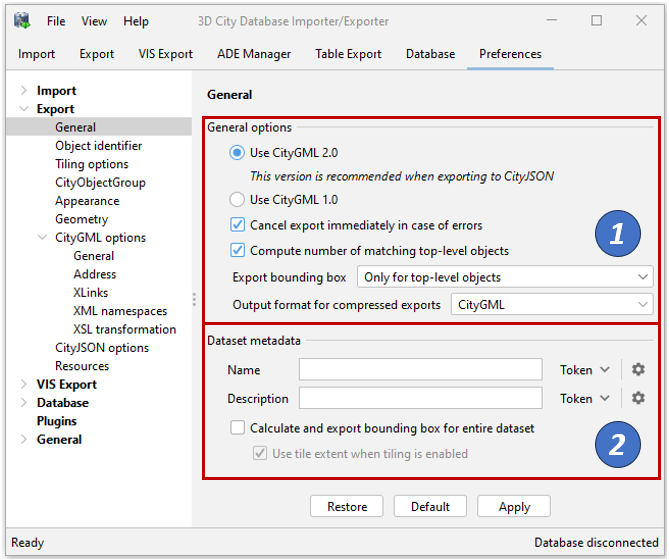 File View Help 3D City Database Importer/Exporter
Import Export VIS Export ADE Manager Table Export Database Preferences
Import
Export
General
Object identifier
Tiling options
CityObjectGroup
Appearance
Geometry
CityGML options
General
Address
XLinks
XML namespaces
XSL transformation
CityJSON options
Resources
VIS Export
Database
Plugins
General
General
General options
Use CityGML 2.0
This version is recommended when exporting to CityJSON
Use CityGML 1.0
Cancel export immediately in case of errors
Compute number of matching top-level objects
Export bounding box Only for top-level objects
Output format for compressed exports CityGML
1
Dataset metadata
Name Token
Description Token
Calculate and export bounding box for entire dataset
Use tile extent when tiling is enabled
2
Restore Default Apply
Ready Database disconnected